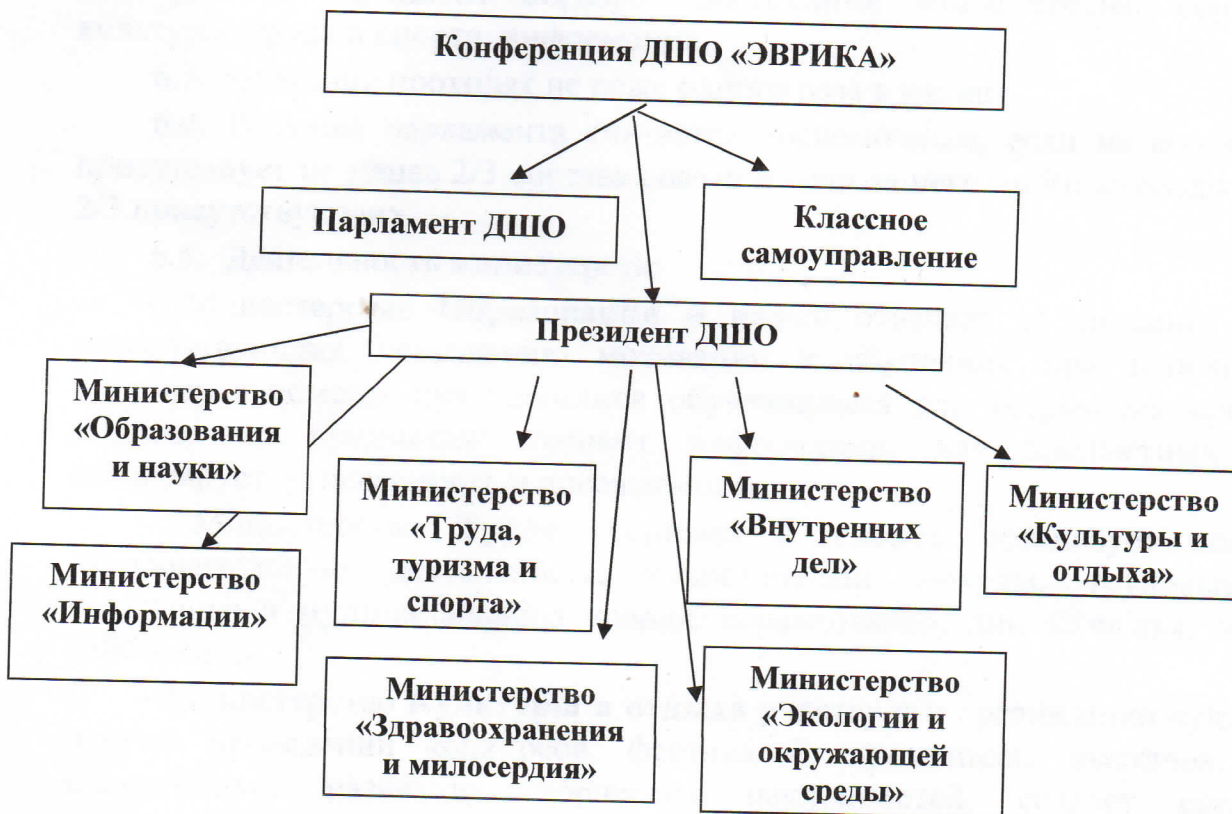 Конференция ДШО «ЭВРИКА»
Парламент ДШО
Классное
самоуправление
Президент ДШО
Министерство
«Образования
и науки»
Министерство
«Информации»
Министерство
«Труда,
туризма и
спорта»
Министерство
«Внутренних
дел»
Министерство
«Культуры и
отдыха»
Министерство
«Здравоохранения
и милосердия»
Министерство
«Экологии и
окружающей
среды»